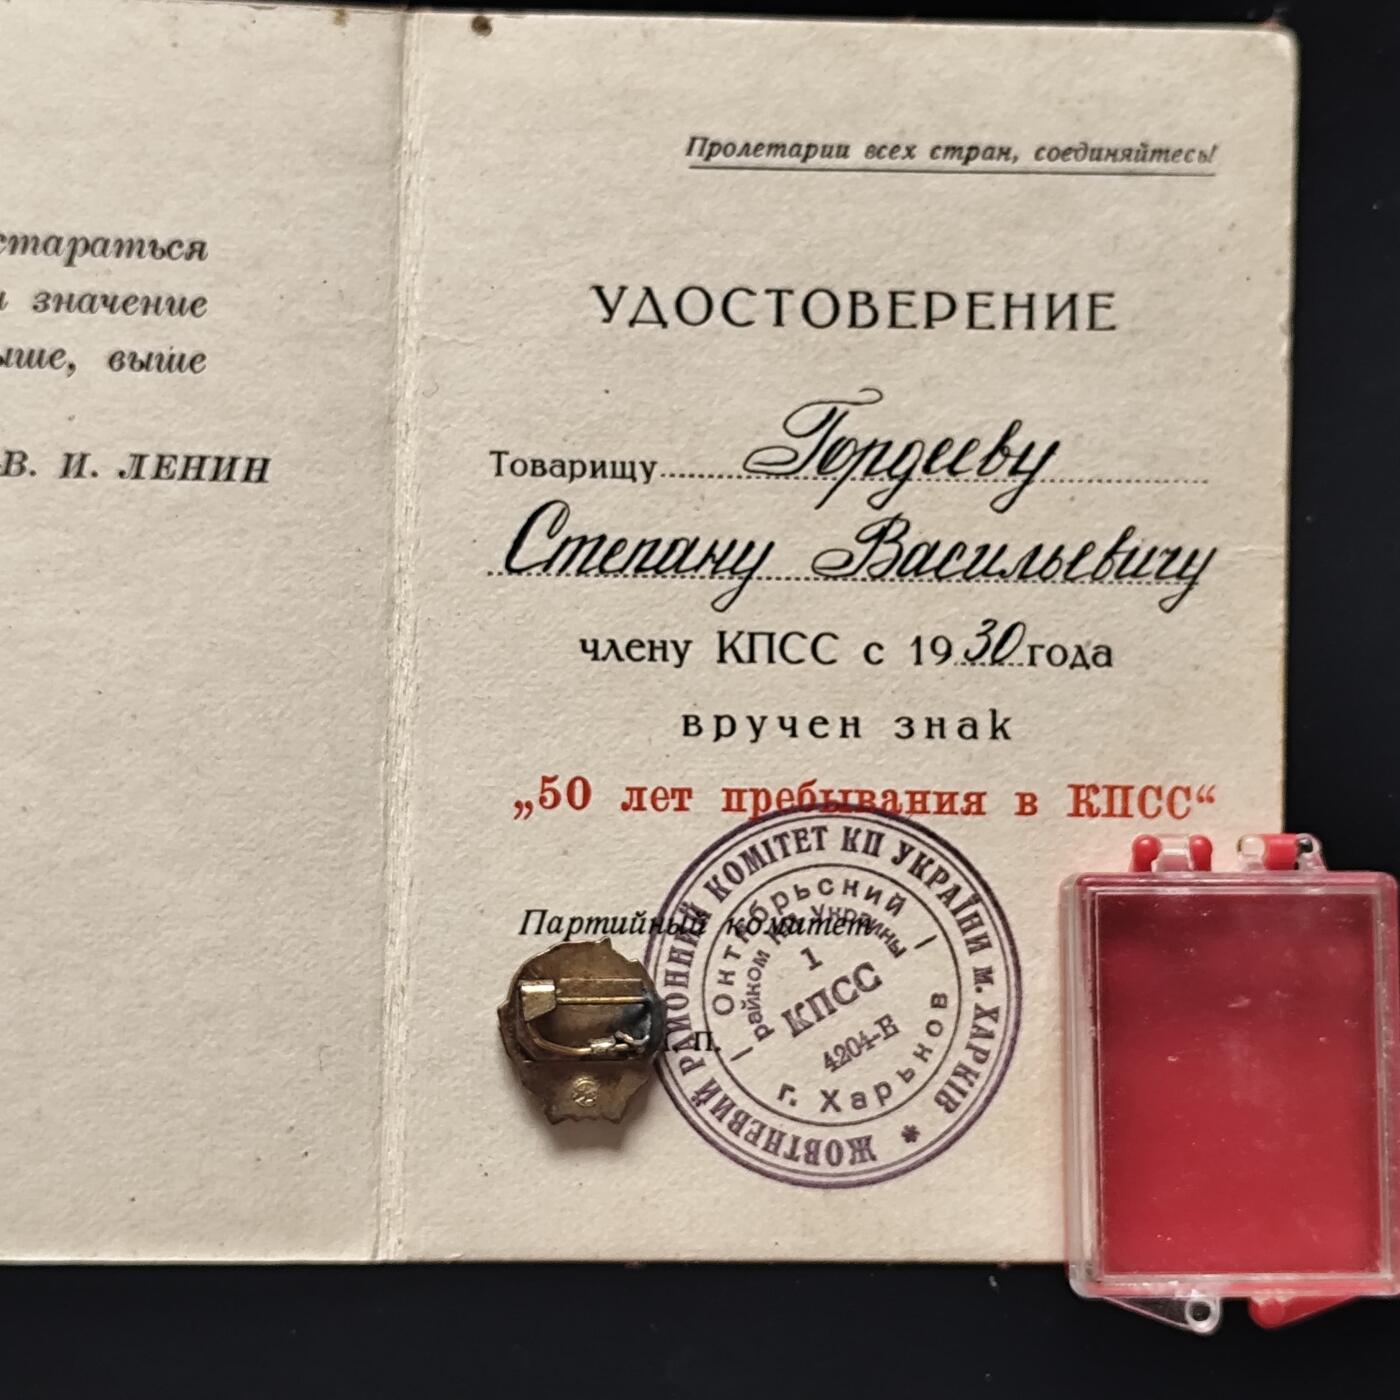 стараться
значение
выше
В. И. ЛЕНИН
Пролетарии всех стран, соединяйтесь!
УДОСТОВЕРЕНИЕ
Товарищу Гордееву
Степану Васильевичу
члену КПСС с 1930 года
вручен знак
„50 лет пребывания в КПСС“
Партийный комитет
П.
ЖОВТНЕВИЙ РАЙОННИЙ КОМІТЕТ КП УКРАЇНИ м. ХАРКІВ *
Октябрьский
райком КП Украины
1
КПСС
4204-Е
г. Харьков